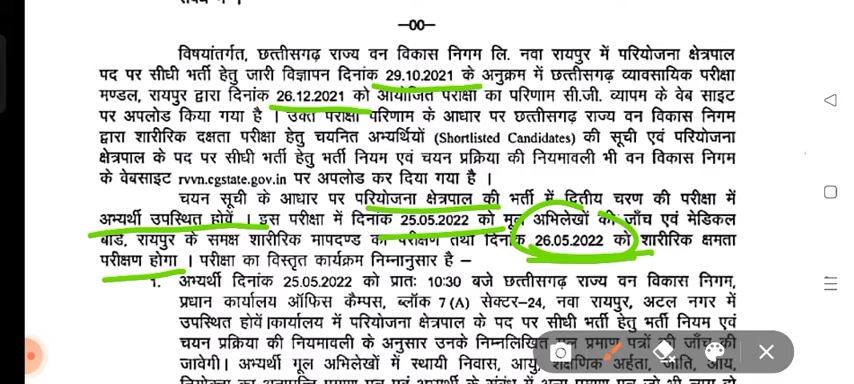 —00—
विषयांतर्गत, छत्तीसगढ़ राज्य वन विकास निगम लि. नवा रायपुर में परियोजना क्षेत्रपाल
पद पर सीधी भर्ती हेतु जारी विज्ञापन दिनांक 29.10.2021 के अनुक्रम में छत्तीसगढ़ व्यावसायिक परीक्षा
मण्डल, रायपुर द्वारा दिनांक 26.12.2021 को आयोजित परीक्षा का परिणाम सी.जी. व्यापम के वेब साइट
पर अपलोड किया गया है । उक्त परीक्षा परिणाम के आधार पर छत्तीसगढ़ राज्य वन विकास निगम
द्वारा शारीरिक दक्षता परीक्षा हेतु चयनित अभ्यर्थियों (Shortlisted Candidates) की सूची एवं परियोजना
क्षेत्रपाल के पद पर सीधी भर्ती हेतु भर्ती नियम एवं चयन प्रक्रिया की नियमावली भी वन विकास निगम
के वेबसाइट rvvn.cgstate.gov.in पर अपलोड कर दिया गया है ।
चयन सूची के आधार पर परियोजना क्षेत्रपाल की भर्ती में द्वितीय चरण की परीक्षा में
अभ्यर्थी उपस्थित होवें । इस परीक्षा में दिनांक 25.05.2022 को मूल अभिलेखों की जाँच एवं मेडिकल
बोर्ड, रायपुर के समक्ष शारीरिक मापदण्ड का परीक्षण तथा दिनांक 26.05.2022 को शारीरिक क्षमता
परीक्षण होगा । परीक्षा का विस्तृत कार्यक्रम निम्नानुसार है –
1. अभ्यर्थी दिनांक 25.05.2022 को प्रातः 10:30 बजे छत्तीसगढ़ राज्य वन विकास निगम,
प्रधान कार्यालय ऑफिस कैम्पस, ब्लॉक 7 (A) सेक्टर-24, नवा रायपुर, अटल नगर में
उपस्थित होवें।कार्यालय में परियोजना क्षेत्रपाल के पद पर सीधी भर्ती हेतु भर्ती नियम एवं
चयन प्रक्रिया की नियमावली के अनुसार उनके निम्नलिखित मूल प्रमाण पत्रों की जाँच की
जावेगी। अभ्यर्थी मूल अभिलेखों में स्थायी निवास, आयु, शैक्षणिक अर्हता, जाति, आय,